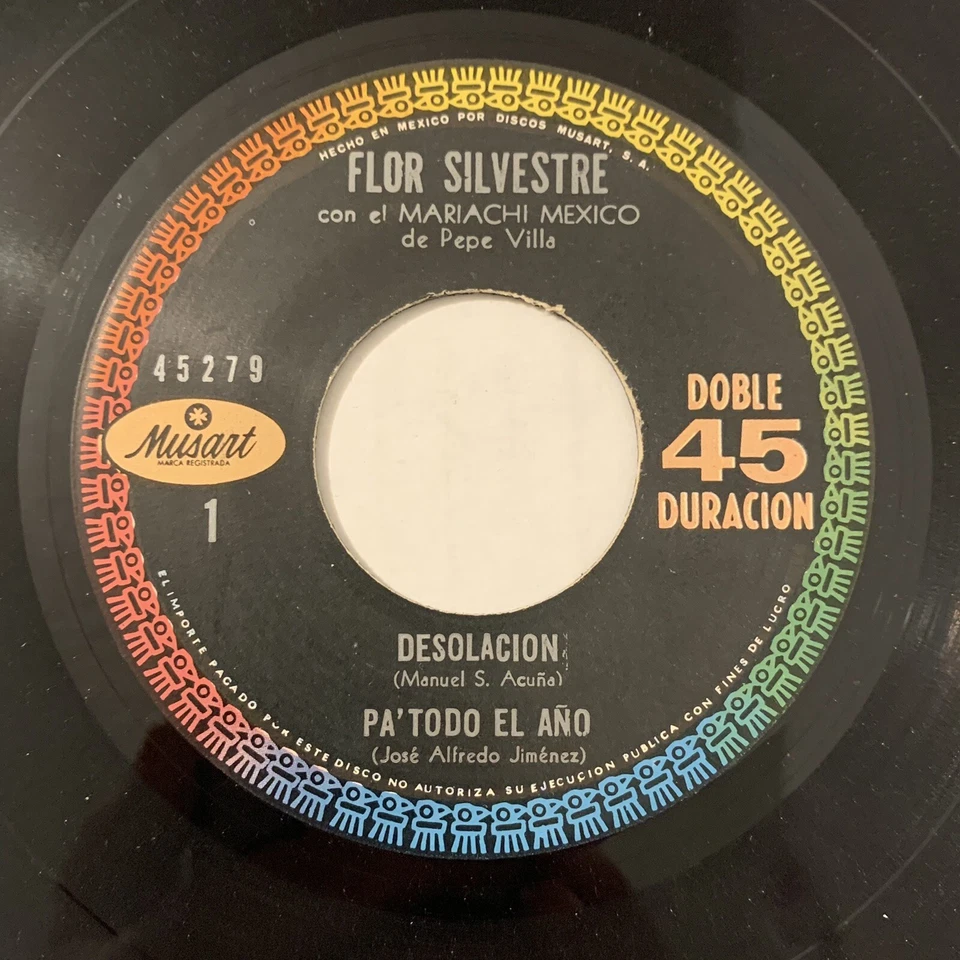 HECHO EN MEXICO POR DISCOS MUSART, S. A.
FLOR SILVESTRE
con el MARIACHI MEXICO
de Pepe Villa
45279
Musart
MARCA REGISTRADA
1
DOBLE
45
DURACION
DESOLACION
(Manuel S. Acuña)
PA'TODO EL AÑO
(José Alfredo Jiménez)
EL IMPORTE PAGADO POR ESTE DISCO NO AUTORIZA SU EJECUCION PUBLICA CON FINES DE LUCRO